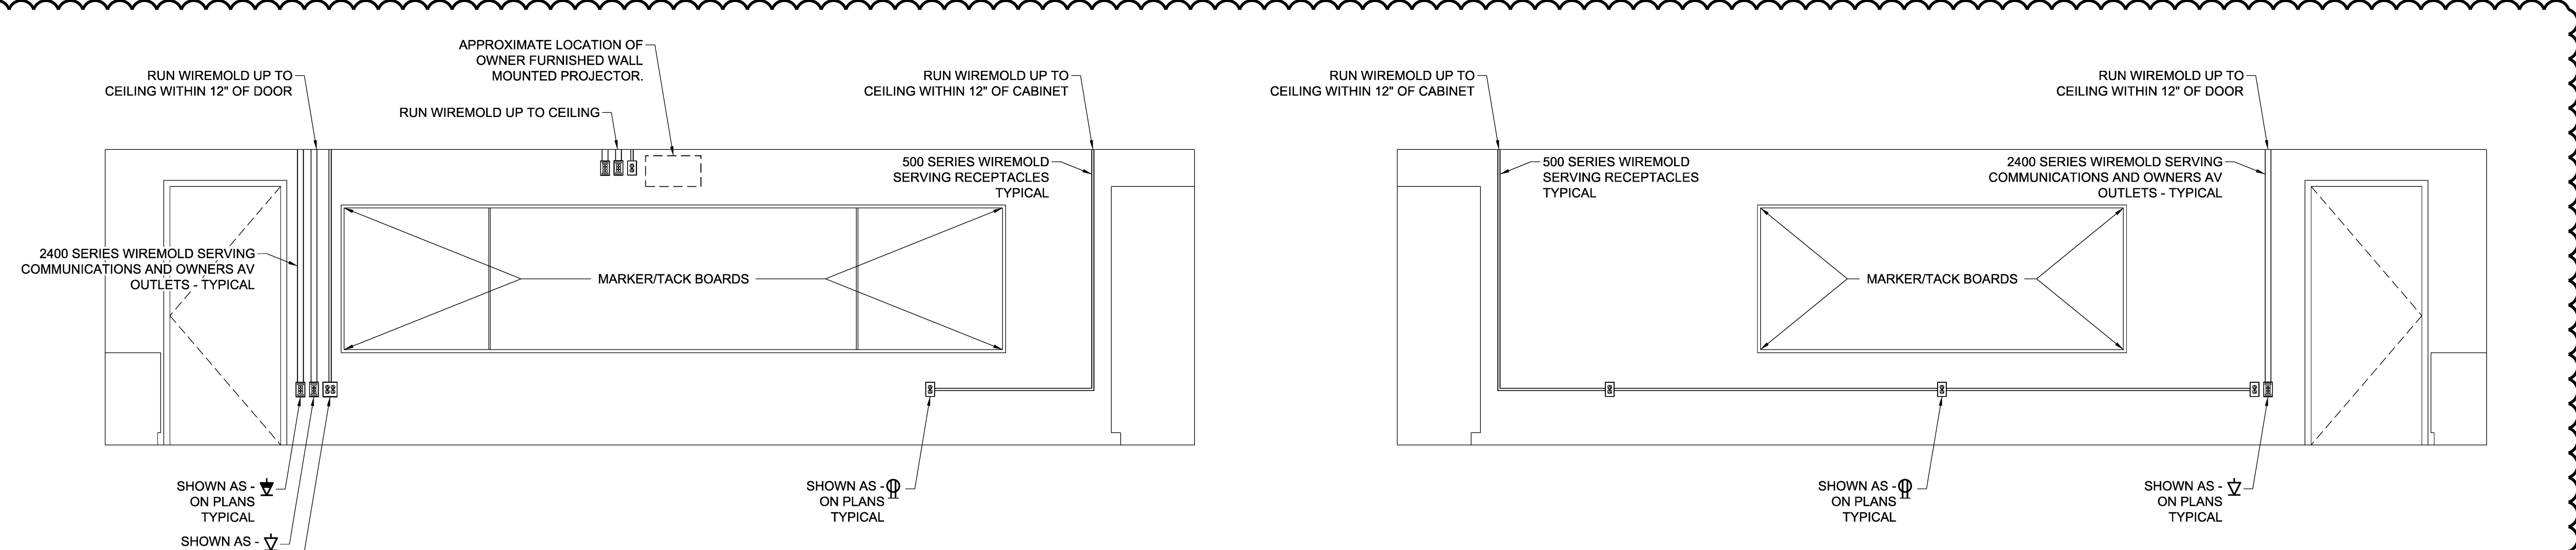 APPROXIMATE LOCATION OF
OWNER FURNISHED WALL
MOUNTED PROJECTOR.
RUN WIREMOLD UP TO
CEILING WITHIN 12" OF DOOR
RUN WIREMOLD UP TO CEILING
RUN WIREMOLD UP TO
CEILING WITHIN 12" OF CABINET
500 SERIES WIREMOLD
SERVING RECEPTACLES
TYPICAL
2400 SERIES WIREMOLD SERVING
COMMUNICATIONS AND OWNERS AV
OUTLETS - TYPICAL
MARKER/TACK BOARDS
SHOWN AS -
ON PLANS
TYPICAL
SHOWN AS -
SHOWN AS -
ON PLANS
TYPICAL
RUN WIREMOLD UP TO
CEILING WITHIN 12" OF CABINET
RUN WIREMOLD UP TO
CEILING WITHIN 12" OF DOOR
500 SERIES WIREMOLD
SERVING RECEPTACLES
TYPICAL
2400 SERIES WIREMOLD SERVING
COMMUNICATIONS AND OWNERS AV
OUTLETS - TYPICAL
MARKER/TACK BOARDS
SHOWN AS -
ON PLANS
TYPICAL
SHOWN AS -
ON PLANS
TYPICAL